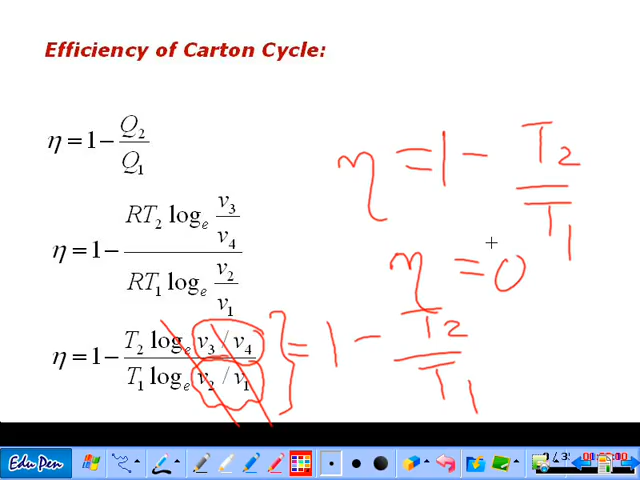 Efficiency of Carton Cycle:
η = 1 − Q2 / Q1
η = 1 − T2 / T1
η = 1 − RT2 loge v3/v4 / RT1 loge v2/v1
η = 0
η = 1 − T2 loge v3 / v4 / T1 loge v2 / v1 = 1 − T2 / T1
Edu Pen